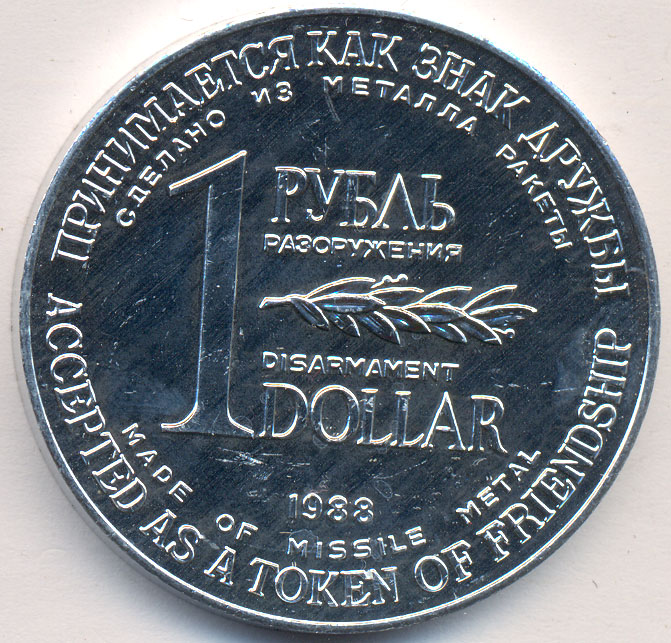 ПРИНИМАЕТСЯ КАК ЗНАК ДРУЖБЫ
СДЕЛАНО ИЗ МЕТАЛЛА РАКЕТЫ
1 РУБЛЬ
РАЗОРУЖЕНИЯ
DISARMAMENT
DOLLAR
1988
MADE OF MISSILE METAL
ACCEPTED AS A TOKEN OF FRIENDSHIP